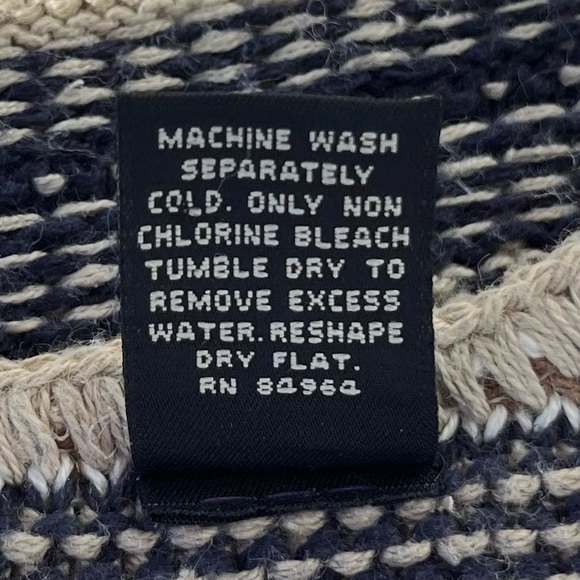 MACHINE WASH
SEPARATELY
COLD. ONLY NON
CHLORINE BLEACH
TUMBLE DRY TO
REMOVE EXCESS
WATER. RESHAPE
DRY FLAT.
RN 84964